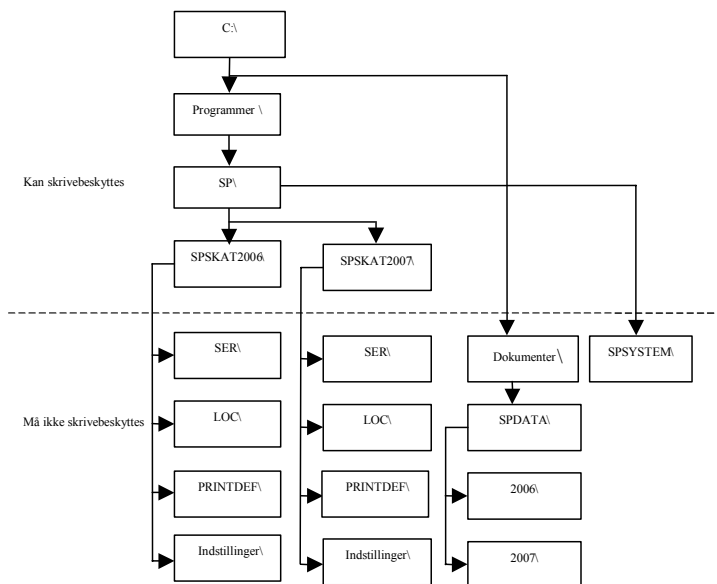 C:\
Programmer \
Kan skrivebeskyttes
SP\
SPSKAT2006\
SPSKAT2007\
SER\
SER\
Dokumenter\
SPSYSTEM\
Må ikke skrivebeskyttes
LOC\
LOC\
SPDATA\
PRINTDEF\
PRINTDEF\
2006\
Indstillinger\
Indstillinger\
2007\